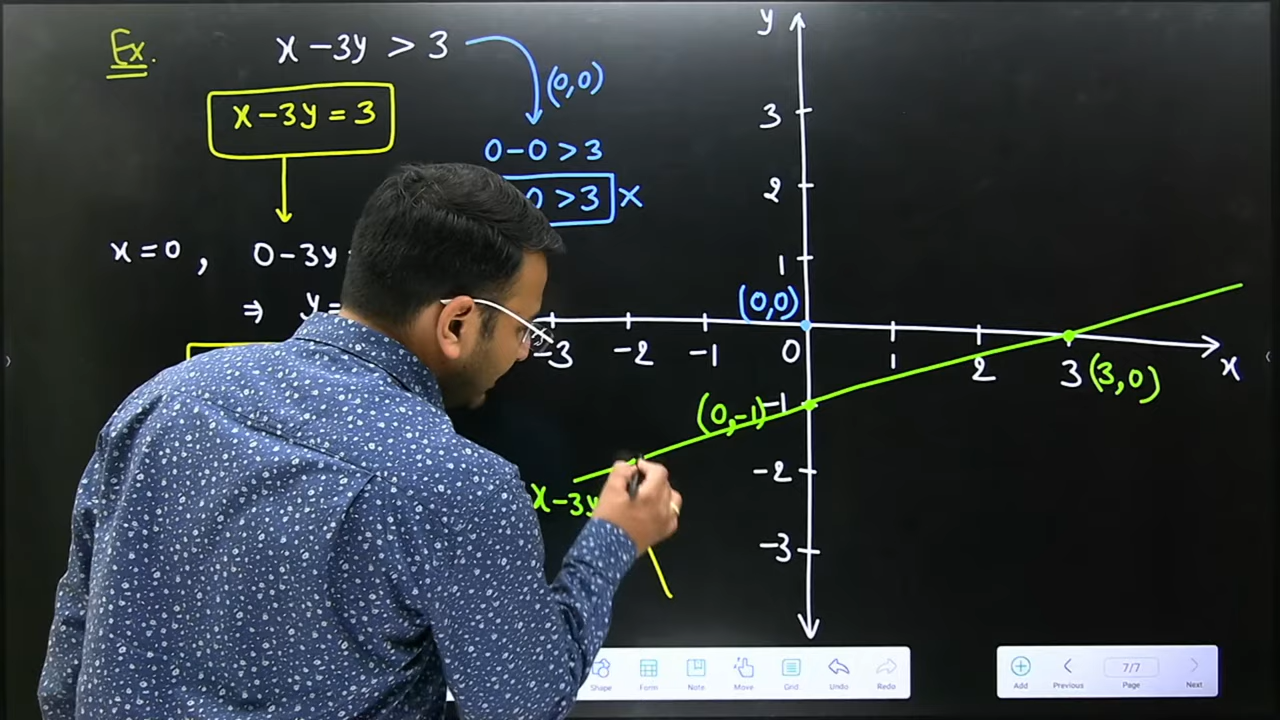 Ex.
x - 3y > 3
(0,0)
x - 3y = 3
0 - 0 > 3
0 > 3 x
x = 0 , 0 - 3y
⇒ y =
y
3
2
1
(0,0)
-3 -2 -1 0 1 2 3 (3,0) x
(0,-1) -1
-2
-3
x - 3y
Shape Form Note Move Grid Undo Redo
Add Previous 7/7 Page Next